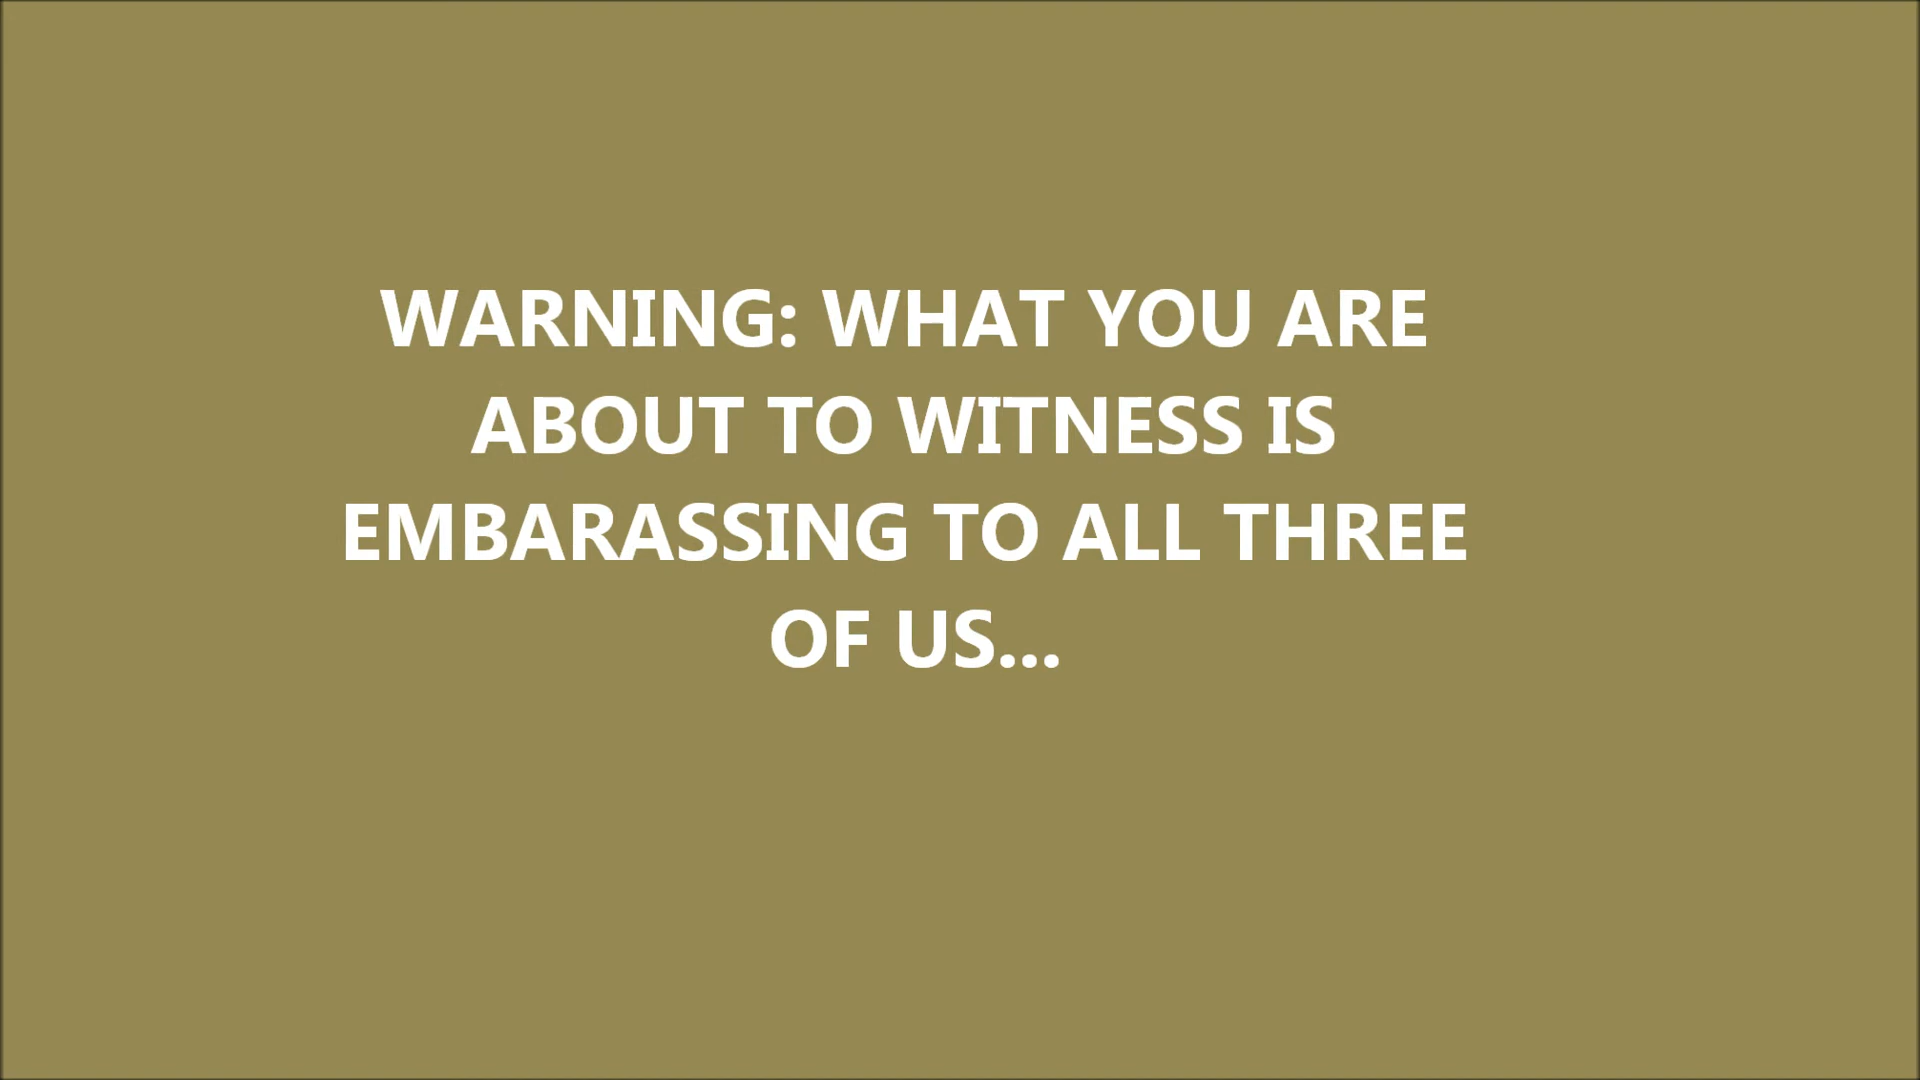 WARNING: WHAT YOU ARE
ABOUT TO WITNESS IS
EMBARASSING TO ALL THREE
OF US...